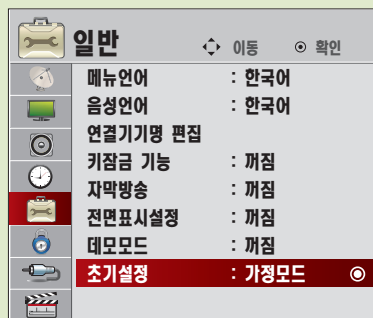 일반 이동 확인
메뉴언어 : 한국어
음성언어 : 한국어
연결기기명 편집
키잠금 기능 : 꺼짐
자막방송 : 꺼짐
전면표시설정 : 꺼짐
데모모드 : 꺼짐
초기설정 : 가정모드